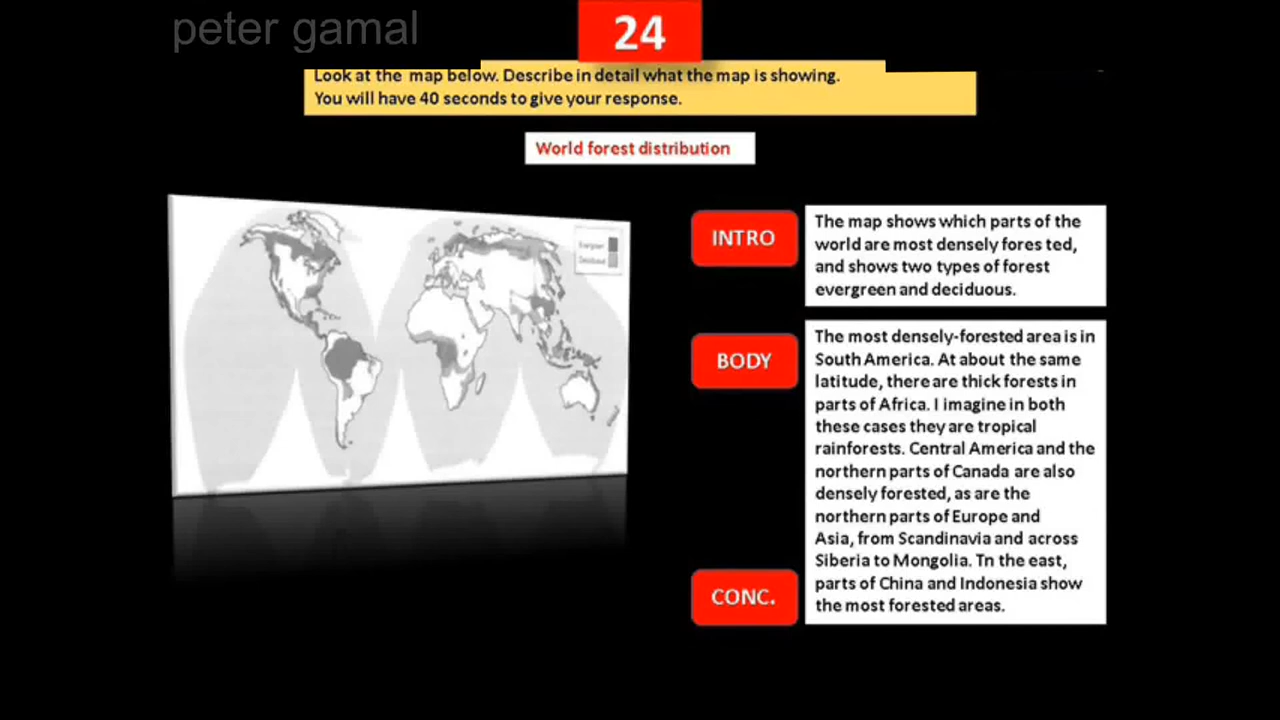 peter gamal
24
Look at the map below. Describe in detail what the map is showing.
You will have 40 seconds to give your response.
World forest distribution
Evergreen
Deciduous
INTRO
The map shows which parts of the
world are most densely fores ted,
and shows two types of forest
evergreen and deciduous.
BODY
The most densely-forested area is in
South America. At about the same
latitude, there are thick forests in
parts of Africa. I imagine in both
these cases they are tropical
rainforests. Central America and the
northern parts of Canada are also
densely forested, as are the
northern parts of Europe and
Asia, from Scandinavia and across
Siberia to Mongolia. Tn the east,
parts of China and Indonesia show
the most forested areas.
CONC.